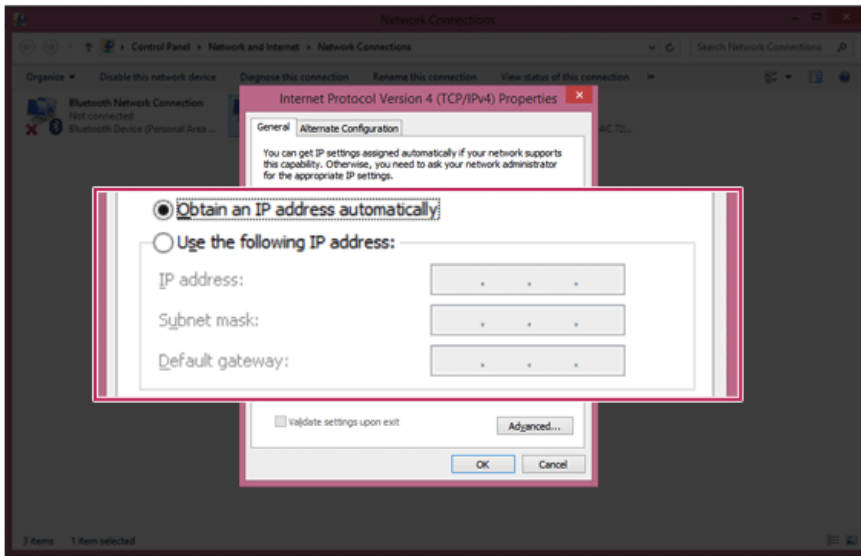 Network Connections
Control Panel Network and Internet Network Connections
Search Network Connections
Organize Disable this network device Diagnose this connection Rename this connection View status of this connection »
Bluetooth Network Connection
Not connected
Bluetooth Device (Personal Area ...
AC 72...
Internet Protocol Version 4 (TCP/IPv4) Properties
General Alternate Configuration
You can get IP settings assigned automatically if your network supports
this capability. Otherwise, you need to ask your network administrator
for the appropriate IP settings.
Obtain an IP address automatically
Use the following IP address:
IP address: . . .
Subnet mask: . . .
Default gateway: . . .
Validate settings upon exit
Advanced...
OK Cancel
3 items 1 item selected